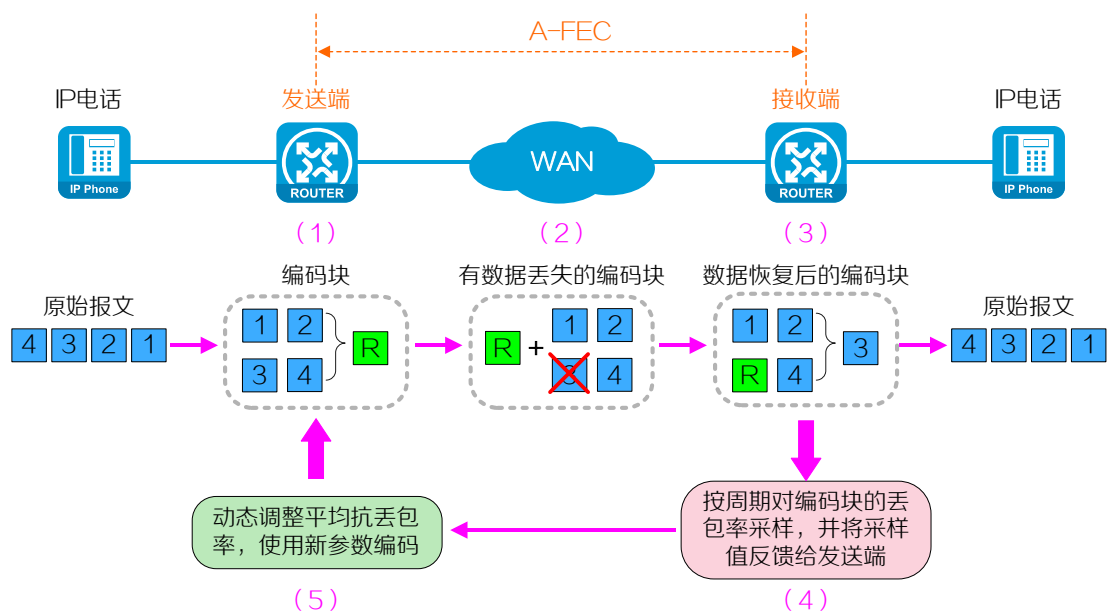 A-FEC
IP电话
发送端
接收端
IP电话
IP Phone
ROUTER
WAN
ROUTER
IP Phone
（1）
（2）
（3）
编码块
有数据丢失的编码块
数据恢复后的编码块
原始报文
原始报文
4 3 2 1
1 2
3 4
R
R + 1 2
3 4
1 2
R 4
3
4 3 2 1
动态调整平均抗丢包
率，使用新参数编码
按周期对编码块的丢
包率采样，并将采样
值反馈给发送端
（5）
（4）